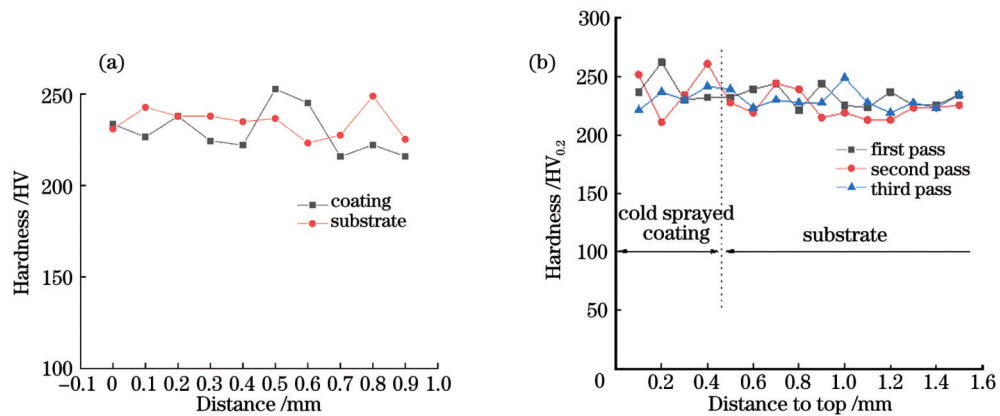 (a)
250
200
150
100
Hardness /HV
coating
substrate
−0.1 0 0.1 0.2 0.3 0.4 0.5 0.6 0.7 0.8 0.9 1.0
Distance /mm
(b)
300
250
200
150
100
50
0
Hardness /HV0.2
first pass
second pass
third pass
cold sprayed
coating
substrate
0.2 0.4 0.6 0.8 1.0 1.2 1.4 1.6
Distance to top /mm